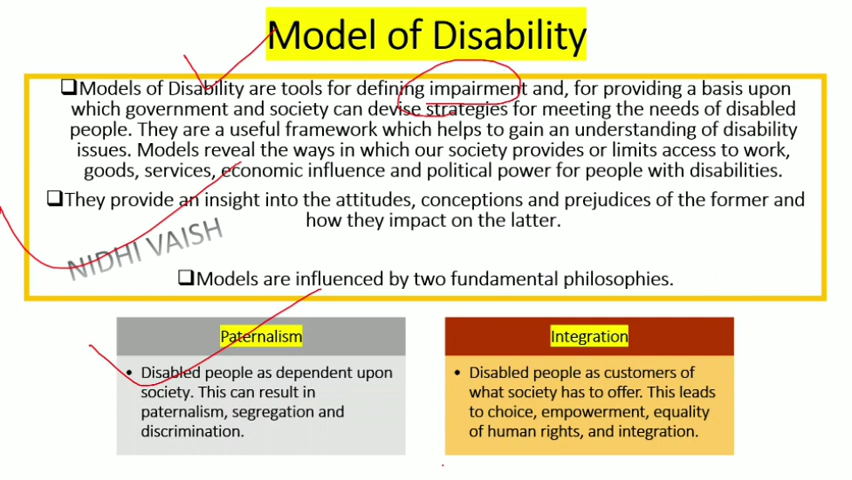 Model of Disability
❑Models of Disability are tools for defining impairment and, for providing a basis upon
which government and society can devise strategies for meeting the needs of disabled
people. They are a useful framework which helps to gain an understanding of disability
issues. Models reveal the ways in which our society provides or limits access to work,
goods, services, economic influence and political power for people with disabilities.
❑They provide an insight into the attitudes, conceptions and prejudices of the former and
how they impact on the latter.
NIDHI VAISH
❑Models are influenced by two fundamental philosophies.
Paternalism
• Disabled people as dependent upon
society. This can result in
paternalism, segregation and
discrimination.
Integration
• Disabled people as customers of
what society has to offer. This leads
to choice, empowerment, equality
of human rights, and integration.